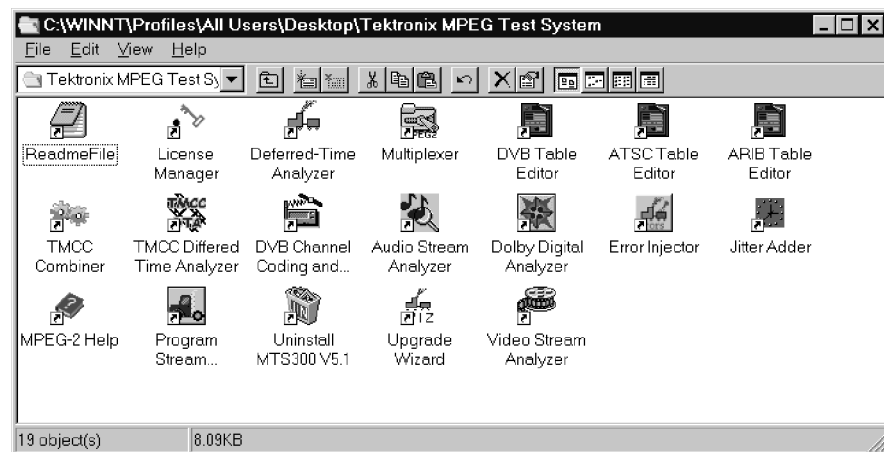 C:\WINNT\Profiles\All Users\Desktop\Tektronix MPEG Test System
File Edit View Help
Tektronix MPEG Test Sy
ReadmeFile
License
Manager
Deferred-Time
Analyzer
MPEG2
Multiplexer
DVB Table
Editor
ATSC Table
Editor
ARIB Table
Editor
TMCC
Combiner
TMCC
TMCC Differed
Time Analyzer
DVB Channel
Coding and...
Audio Stream
Analyzer
Dolby Digital
Analyzer
Error Injector
Jitter Adder
MPEG-2 Help
Program
Stream...
Uninstall
MTS300 V5.1
Upgrade
Wizard
Video Stream
Analyzer
19 object(s)
8.09KB